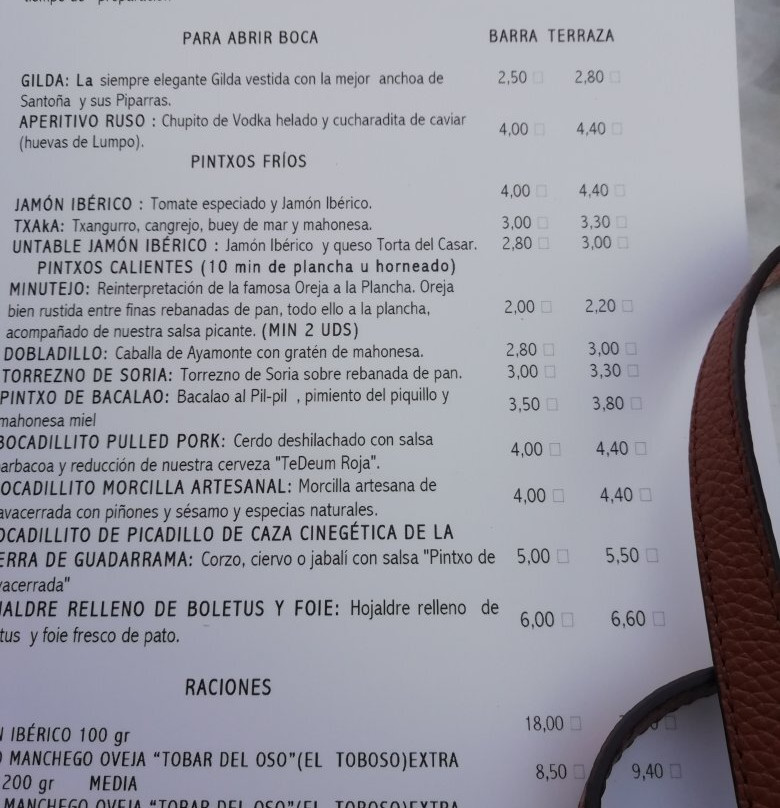 PARA ABRIR BOCA BARRA TERRAZA
GILDA: La siempre elegante Gilda vestida con la mejor anchoa de 2,50 2,80
Santoña y sus Piparras.
APERITIVO RUSO : Chupito de Vodka helado y cucharadita de caviar
(huevas de Lumpo). 4,00 4,40
PINTXOS FRÍOS
JAMÓN IBÉRICO : Tomate especiado y Jamón Ibérico. 4,00 4,40
TXAkA: Txangurro, cangrejo, buey de mar y mahonesa. 3,00 3,30
UNTABLE JAMÓN IBÉRICO : Jamón Ibérico y queso Torta del Casar. 2,80 3,00
PINTXOS CALIENTES (10 min de plancha u horneado)
MINUTEJO: Reinterpretación de la famosa Oreja a la Plancha. Oreja
bien rustida entre finas rebanadas de pan, todo ello a la plancha, 2,00 2,20
acompañado de nuestra salsa picante. (MIN 2 UDS)
DOBLADILLO: Caballa de Ayamonte con gratén de mahonesa. 2,80 3,00
TORREZNO DE SORIA: Torrezno de Soria sobre rebanada de pan. 3,00 3,30
PINTXO DE BACALAO: Bacalao al Pil-pil , pimiento del piquillo y 3,50 3,80
mahonesa miel
BOCADILLITO PULLED PORK: Cerdo deshilachado con salsa 4,00 4,40
arbacoa y reducción de nuestra cerveza "TeDeum Roja".
OCADILLITO MORCILLA ARTESANAL: Morcilla artesana de 4,00 4,40
avacerrada con piñones y sésamo y especias naturales.
OCADILLITO DE PICADILLO DE CAZA CINEGÉTICA DE LA
ERRA DE GUADARRAMA: Corzo, ciervo o jabalí con salsa "Pintxo de 5,00 5,50
vacerrada"
JALDRE RELLENO DE BOLETUS Y FOIE: Hojaldre relleno de 6,00 6,60
tus y foie fresco de pato.
RACIONES
IBÉRICO 100 gr 18,00
MANCHEGO OVEJA “TOBAR DEL OSO”(EL TOBOSO)EXTRA
200 gr MEDIA 8,50 9,40
MANCHEGO OVEJA “TOBAR DEL OSO”(EL TOBOSO)EXTRA